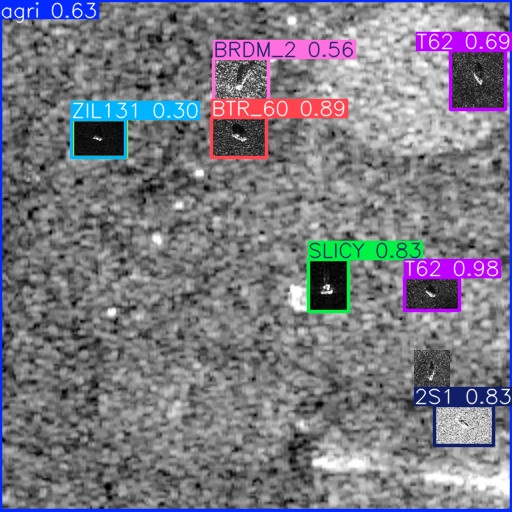 agri 0.63
T62 0.69
BRDM_2 0.56
ZIL131 0.30
BTR_60 0.89
SLICY 0.83
T62 0.98
2S1 0.83